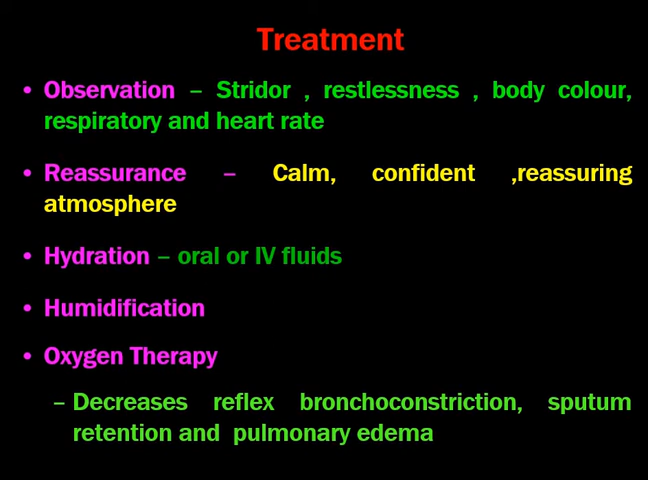 Treatment
• Observation – Stridor , restlessness , body colour,
respiratory and heart rate
• Reassurance – Calm, confident ,reassuring
atmosphere
• Hydration – oral or IV fluids
• Humidification
• Oxygen Therapy
– Decreases reflex bronchoconstriction, sputum
retention and pulmonary edema